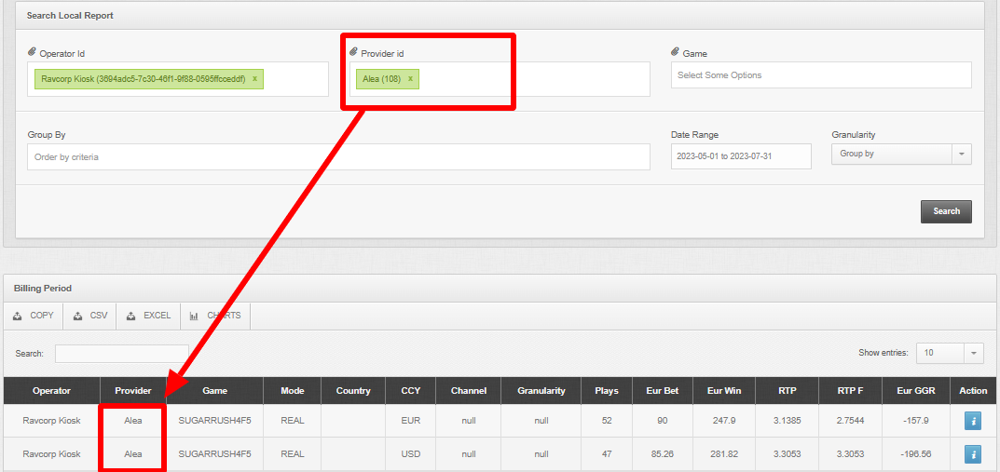 Search Local Report
Operator Id Provider id Game
Ravcorp Kiosk (3694adc5-7c30-46f1-9f88-0595ffcceddf) x Alea (108) x Select Some Options
Group By Date Range Granularity
Order by criteria 2023-05-01 to 2023-07-31 Group by
Search
Billing Period
COPY CSV EXCEL CHARTS
Search: Show entries: 10
Operator Provider Game Mode Country CCY Channel Granularity Plays Eur Bet Eur Win RTP RTP F Eur GGR Action
Ravcorp Kiosk Alea SUGARRUSH4F5 REAL EUR null null 52 90 247.9 3.1385 2.7544 -157.9 i
Ravcorp Kiosk Alea SUGARRUSH4F5 REAL USD null null 47 85.26 281.82 3.3053 3.3053 -196.56 i